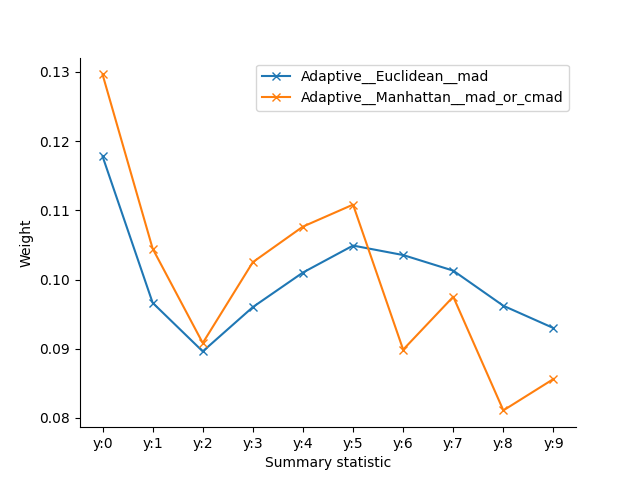 Adaptive__Euclidean__mad
Adaptive__Manhattan__mad_or_cmad
0.13
0.12
0.11
0.10
0.09
0.08
Weight
y:0 y:1 y:2 y:3 y:4 y:5 y:6 y:7 y:8 y:9
Summary statistic